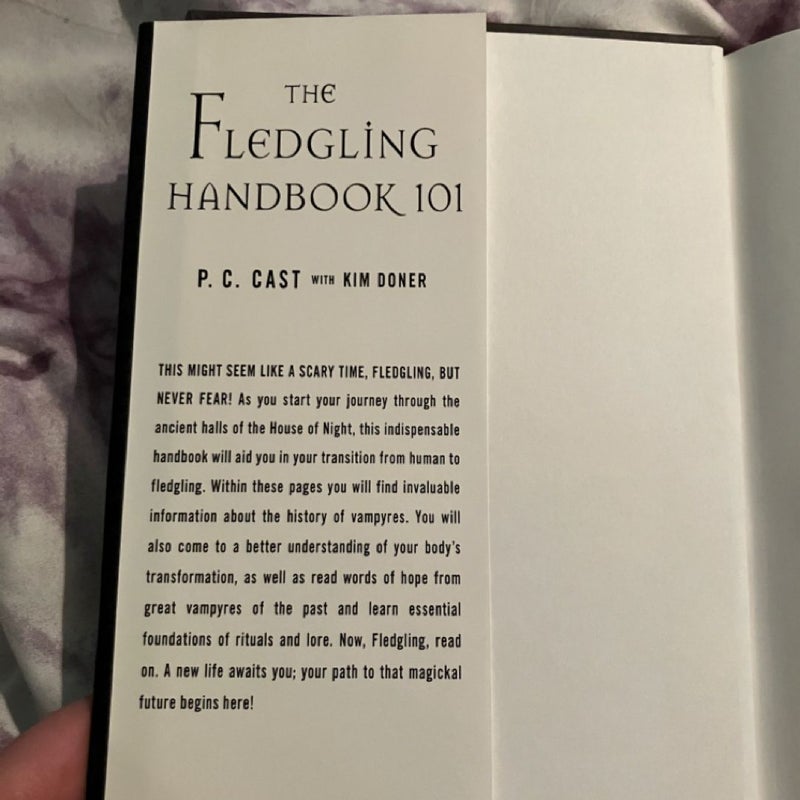 THE
FLEDGLING
HANDBOOK 101
P. C. CAST WITH KIM DONER
THIS MIGHT SEEM LIKE A SCARY TIME, FLEDGLING, BUT
NEVER FEAR! As you start your journey through the
ancient halls of the House of Night, this indispensable
handbook will aid you in your transition from human to
fledgling. Within these pages you will find invaluable
information about the history of vampyres. You will
also come to a better understanding of your body's
transformation, as well as read words of hope from
great vampyres of the past and learn essential
foundations of rituals and lore. Now, Fledgling, read
on. A new life awaits you; your path to that magickal
future begins here!